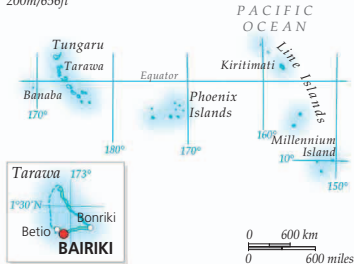 200m/656ft
PACIFIC
OCEAN
Tungaru
Tarawa
Kiritimati
Line Islands
Equator
Banaba
Phoenix
Islands
170°
180°
170°
160°
Millennium
Island
10°
150°
Tarawa 173°
1°30'N
Bonriki
Betio
BAIRIKI
0 600 km
0 600 miles